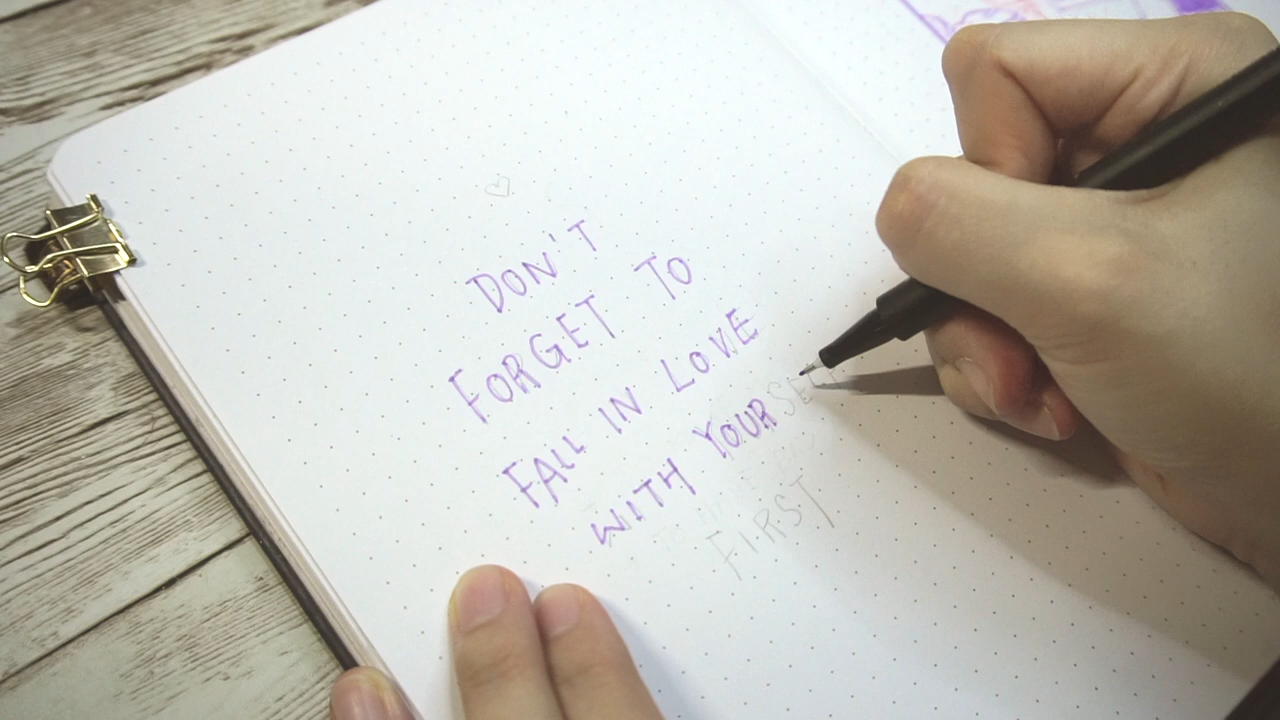 DON'T
FORGET TO
FALL IN LOVE
WITH YOURSELF
FIRST